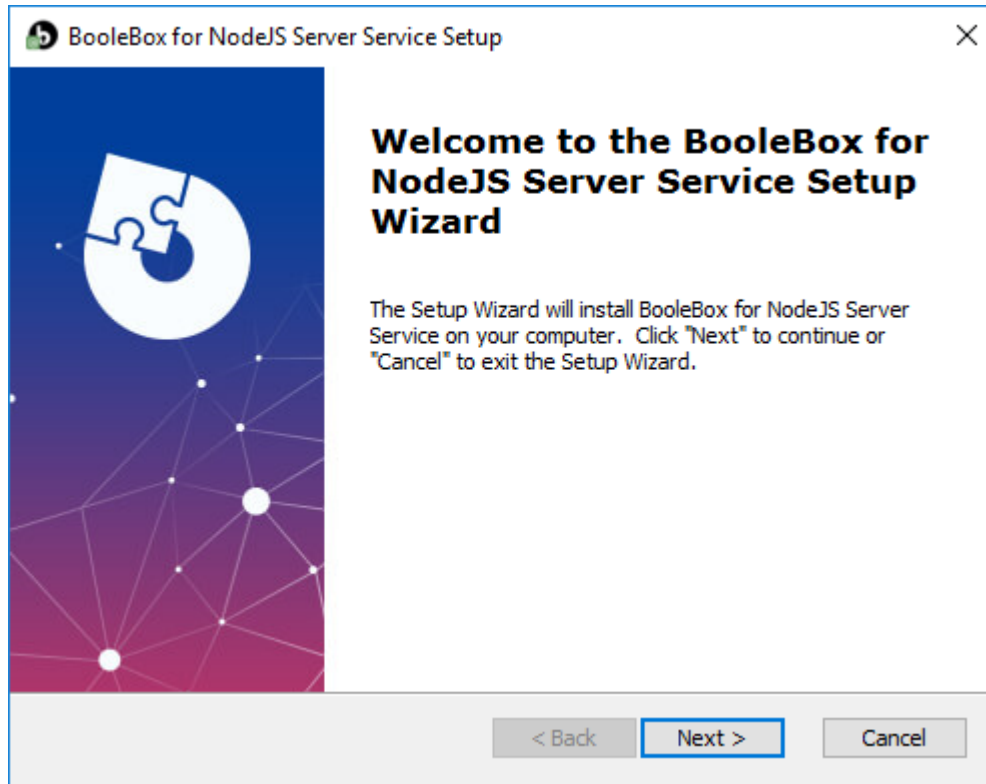 BooleBox for NodeJS Server Service Setup
Welcome to the BooleBox for
NodeJS Server Service Setup
Wizard
The Setup Wizard will install BooleBox for NodeJS Server
Service on your computer. Click "Next" to continue or
"Cancel" to exit the Setup Wizard.
< Back Next > Cancel